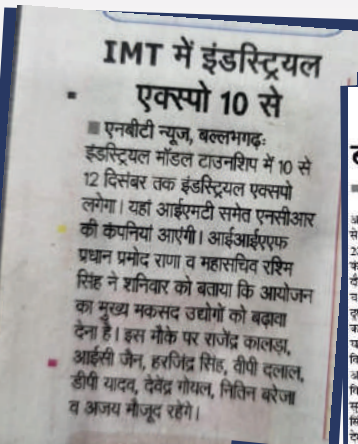 IMT में इंडस्ट्रियल
एक्स्पो 10 से
■ एनबीटी न्यूज, बल्लभगढ़:
इंडस्ट्रियल मॉडल टाउनशिप में 10 से
12 दिसंबर तक इंडस्ट्रियल एक्सपो
लगेगा। यहां आईएमटी समेत एनसीआर
की कंपनियां आएंगी। आईआईएएफ
प्रधान प्रमोद राणा व महासचिव रश्मि
सिंह ने शनिवार को बताया कि आयोजन
का मुख्य मकसद उद्योगों को बढ़ावा
देना है। इस मौके पर राजेंद्र कालड़ा,
आईसी जैन, हरजिंद्र सिंह, वीपी दलाल,
डीपी यादव, देवेंद्र गोयल, नितिन बरेजा
व अजय मौजूद रहेंगे।